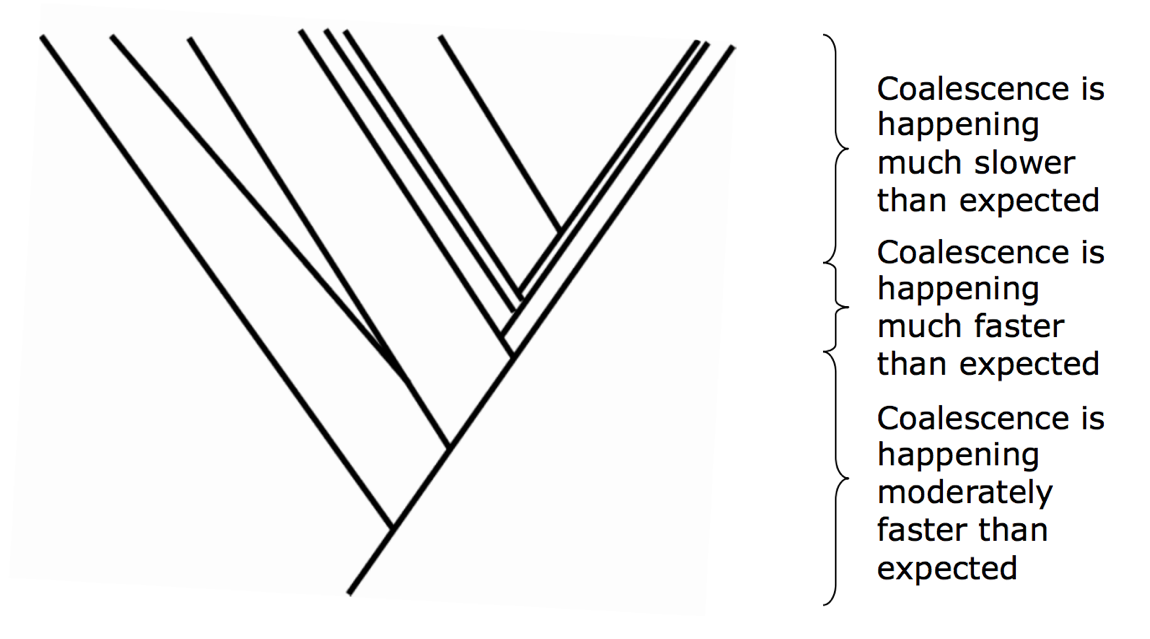 Coalescence is
happening
much slower
than expected
Coalescence is
happening
much faster
than expected
Coalescence is
happening
moderately
faster than
expected